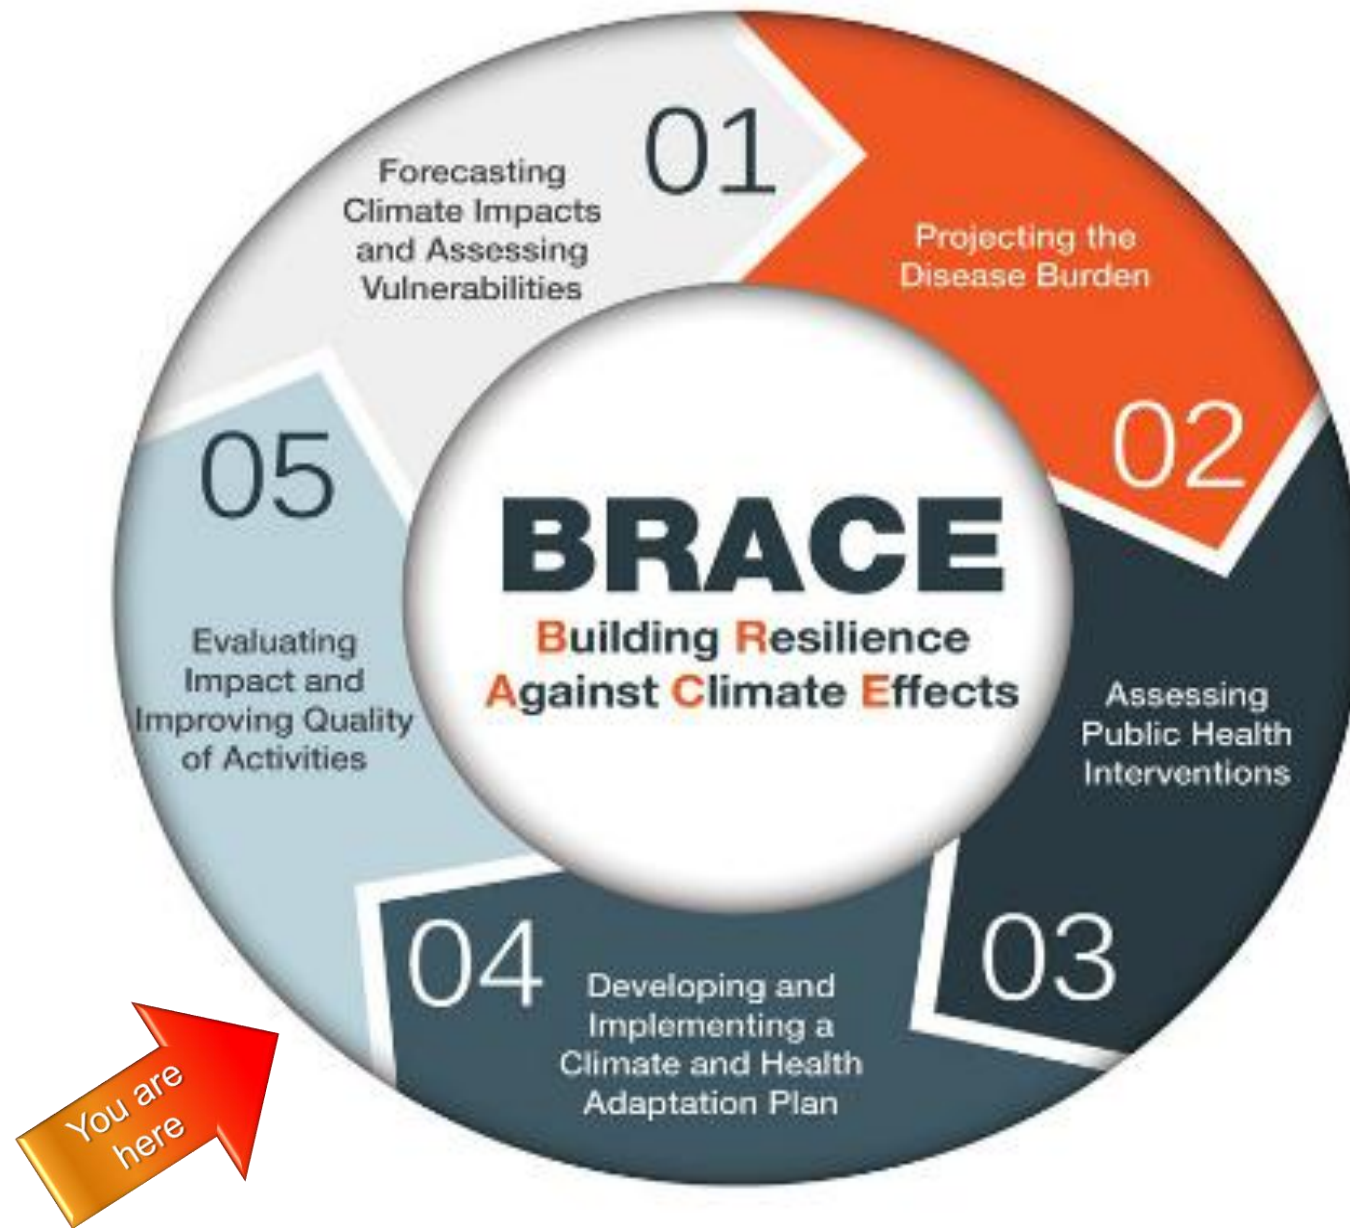 01
Forecasting
Climate Impacts
and Assessing
Vulnerabilities
Projecting the
Disease Burden
02
Assessing
Public Health
Interventions
03
04
Developing and
Implementing a
Climate and Health
Adaptation Plan
05
Evaluating
Impact and
Improving Quality
of Activities
BRACE
Building Resilience
Against Climate Effects
You are
here